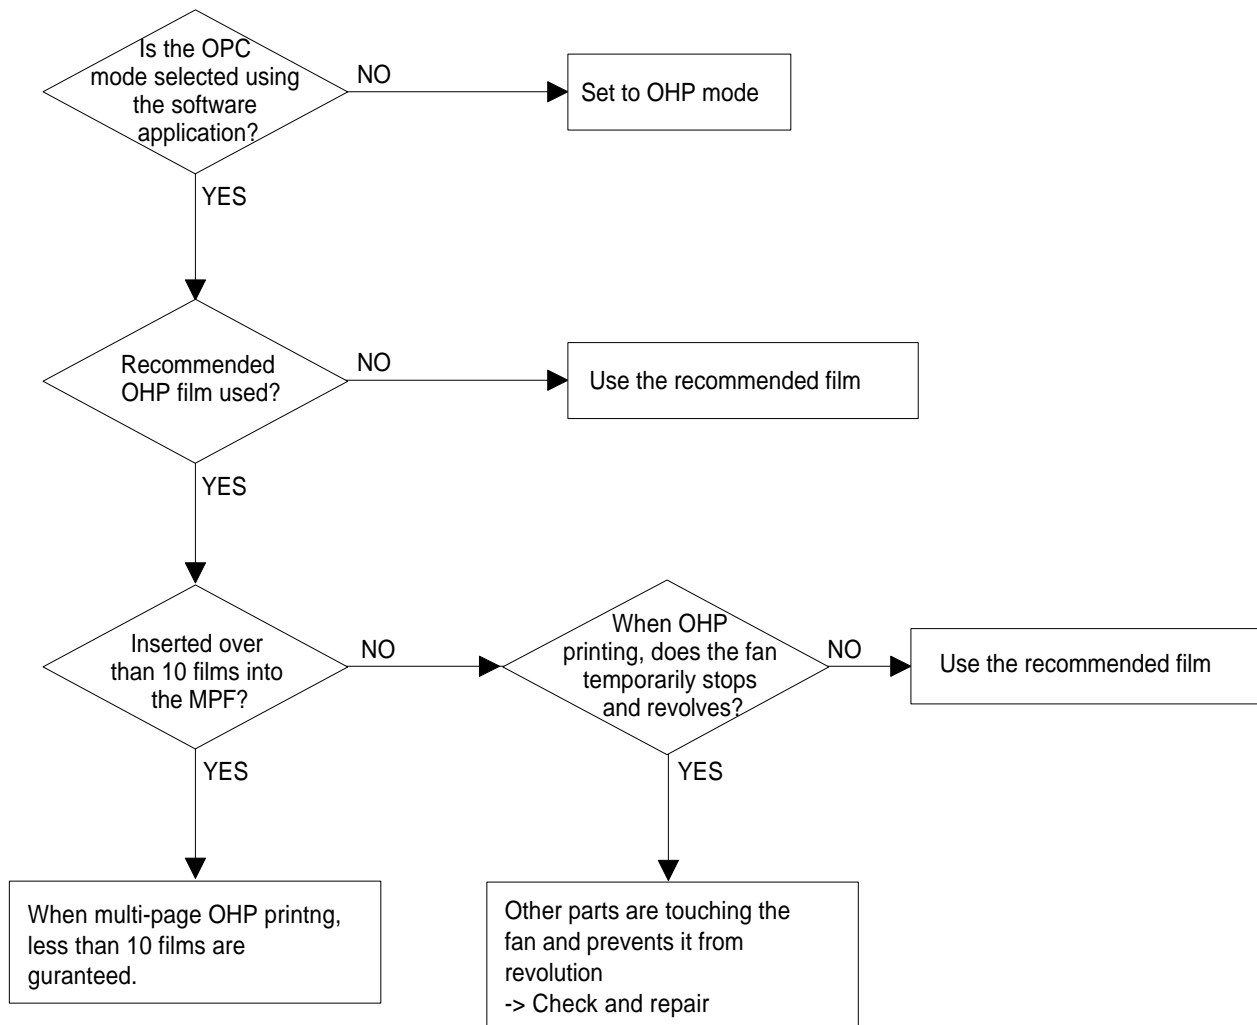 Is the OPC
mode selected using
the software
application?
NO
Set to OHP mode
YES
Recommended
OHP film used?
NO
Use the recommended film
YES
Inserted over
than 10 films into
the MPF?
NO
When OHP
printing, does the fan
temporarily stops
and revolves?
NO
Use the recommended film
YES
YES
When multi-page OHP printng,
less than 10 films are
guranteed.
Other parts are touching the
fan and prevents it from
revolution
-> Check and repair